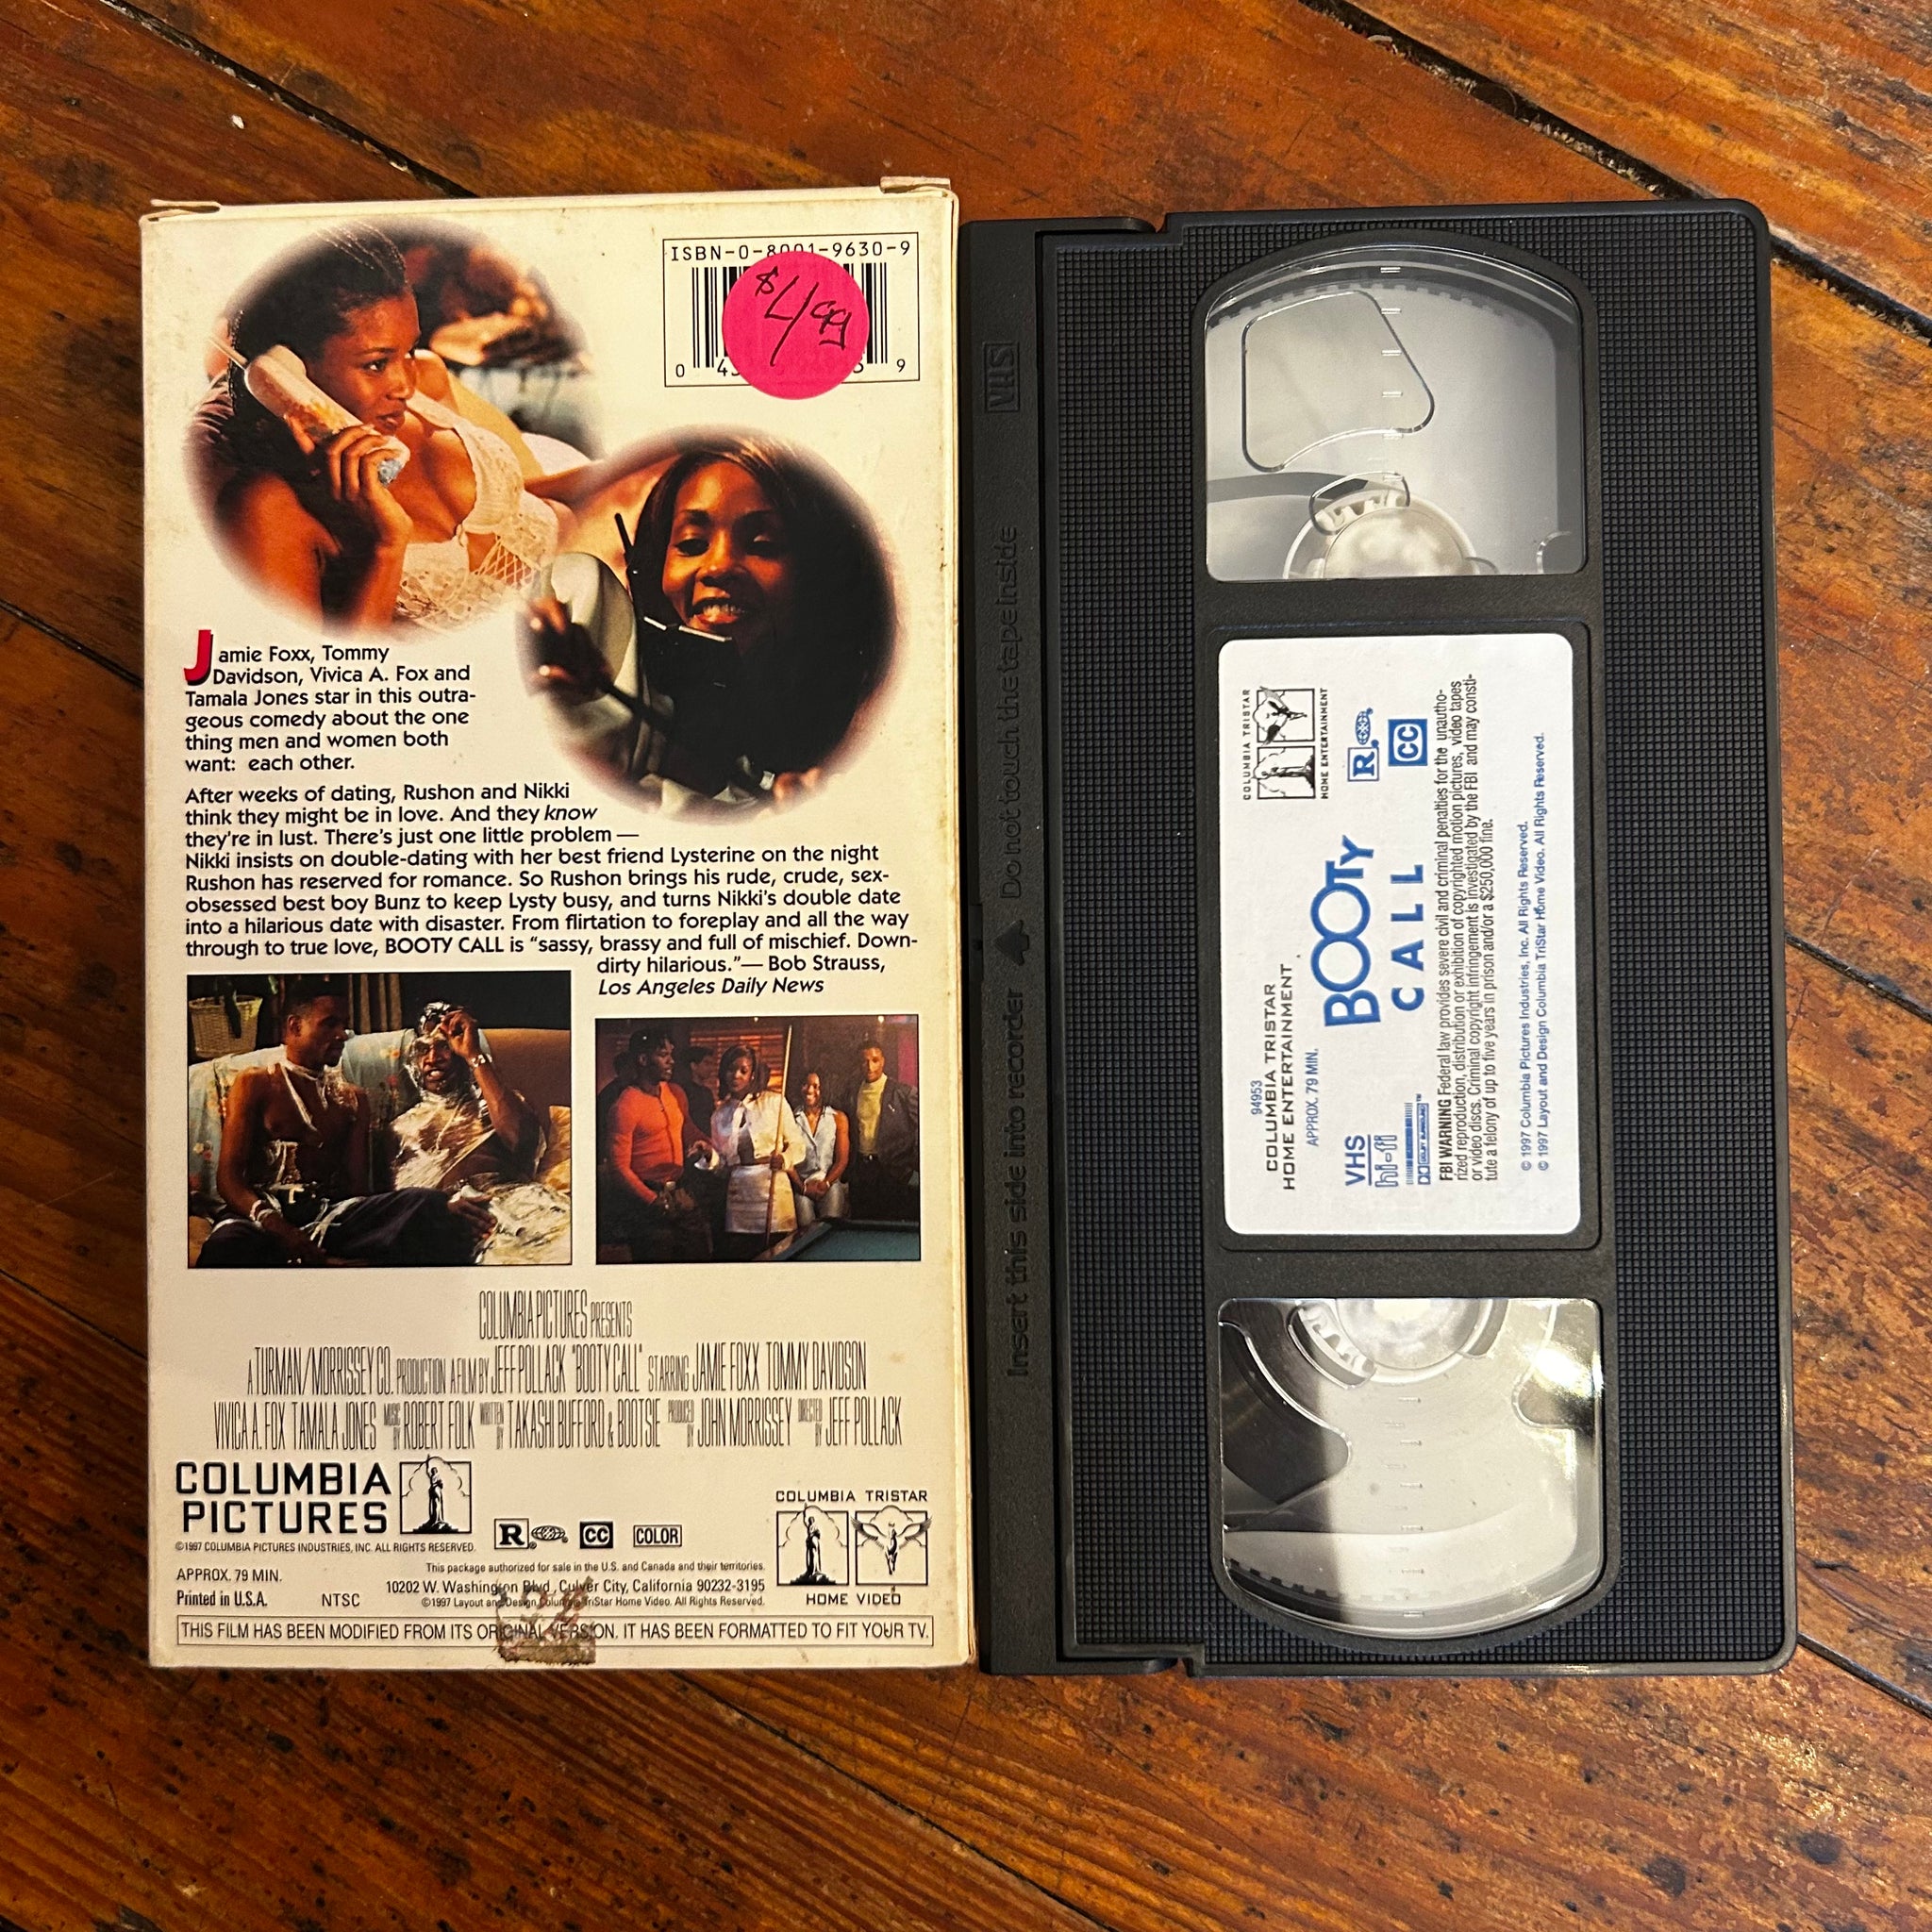 ISBN-0-8001-9630-9
$4/99
0 9
Jamie Foxx, Tommy
Davidson, Vivica A. Fox and
Tamala Jones star in this outra-
geous comedy about the one
thing men and women both
want: each other.
After weeks of dating, Rushon and Nikki
think they might be in love. And they know
they're in lust. There's just one little problem —
Nikki insists on double-dating with her best friend Lysterine on the night
Rushon has reserved for romance. So Rushon brings his rude, crude, sex-
obsessed best boy Bunz to keep Lysty busy, and turns Nikki's double date
into a hilarious date with disaster. From flirtation to foreplay and all the way
through to true love, BOOTY CALL is "sassy, brassy and full of mischief. Down-
dirty hilarious."— Bob Strauss,
Los Angeles Daily News
COLUMBIA PICTURES PRESENTS
A TURMAN/MORRISSEY CO. PRODUCTION A FILM BY JEFF POLLACK "BOOTY CALL" STARRING JAMIE FOXX TOMMY DAVIDSON
VIVICA A. FOX TAMALA JONES MUSIC BY ROBERT FOLK WRITTEN BY TAKASHI BUFFORD & BOOTSIE PRODUCED BY JOHN MORRISSEY DIRECTED BY JEFF POLLACK
COLUMBIA
PICTURES
©1997 COLUMBIA PICTURES INDUSTRIES, INC. ALL RIGHTS RESERVED.
R CC COLOR
COLUMBIA TRISTAR
HOME VIDEO
APPROX. 79 MIN.
Printed in U.S.A. NTSC
This package authorized for sale in the U.S. and Canada and their territories.
10202 W. Washington Blvd., Culver City, California 90232-3195
©1997 Layout and Design Columbia TriStar Home Video. All Rights Reserved.
THIS FILM HAS BEEN MODIFIED FROM ITS ORIGINAL VERSION. IT HAS BEEN FORMATTED TO FIT YOUR TV.
Insert this side into recorder Do not touch the tape inside VHS
94953
COLUMBIA TRISTAR
HOME ENTERTAINMENT
APPROX. 79 MIN.
VHS
hi-fi
DOLBY SURROUND™
BOOTY
CALL
COLUMBIA TRISTAR
HOME ENTERTAINMENT
R
CC
FBI WARNING Federal law provides severe civil and criminal penalties for the unautho-
rized reproduction, distribution or exhibition of copyrighted motion pictures, video tapes
or video discs. Criminal copyright infringement is investigated by the FBI and may consti-
tute a felony of up to five years in prison and/or a $250,000 fine.
© 1997 Columbia Pictures Industries, Inc. All Rights Reserved.
© 1997 Layout and Design Columbia TriStar Home Video. All Rights Reserved.